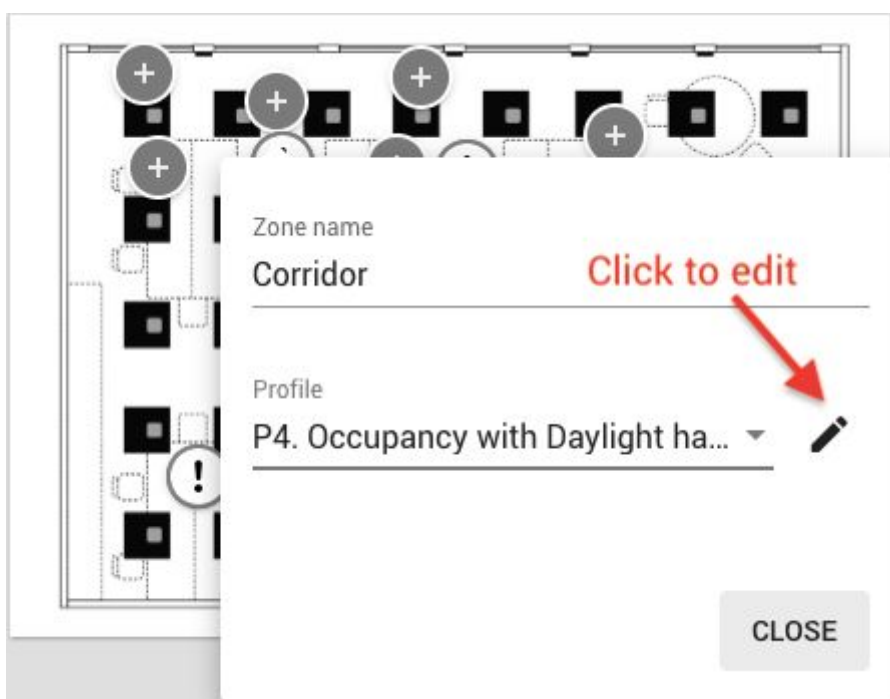 Zone name
Corridor
Click to edit
Profile
P4. Occupancy with Daylight ha...
CLOSE